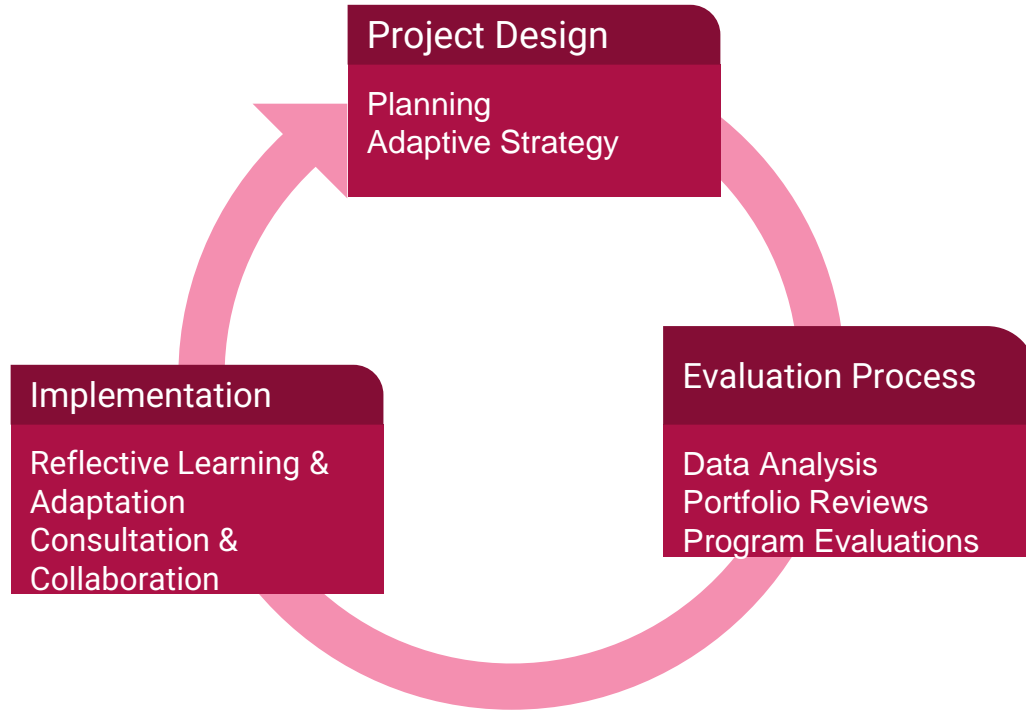 Project Design
Planning
Adaptive Strategy
Evaluation Process
Data Analysis
Portfolio Reviews
Program Evaluations
Implementation
Reflective Learning &
Adaptation
Consultation &
Collaboration